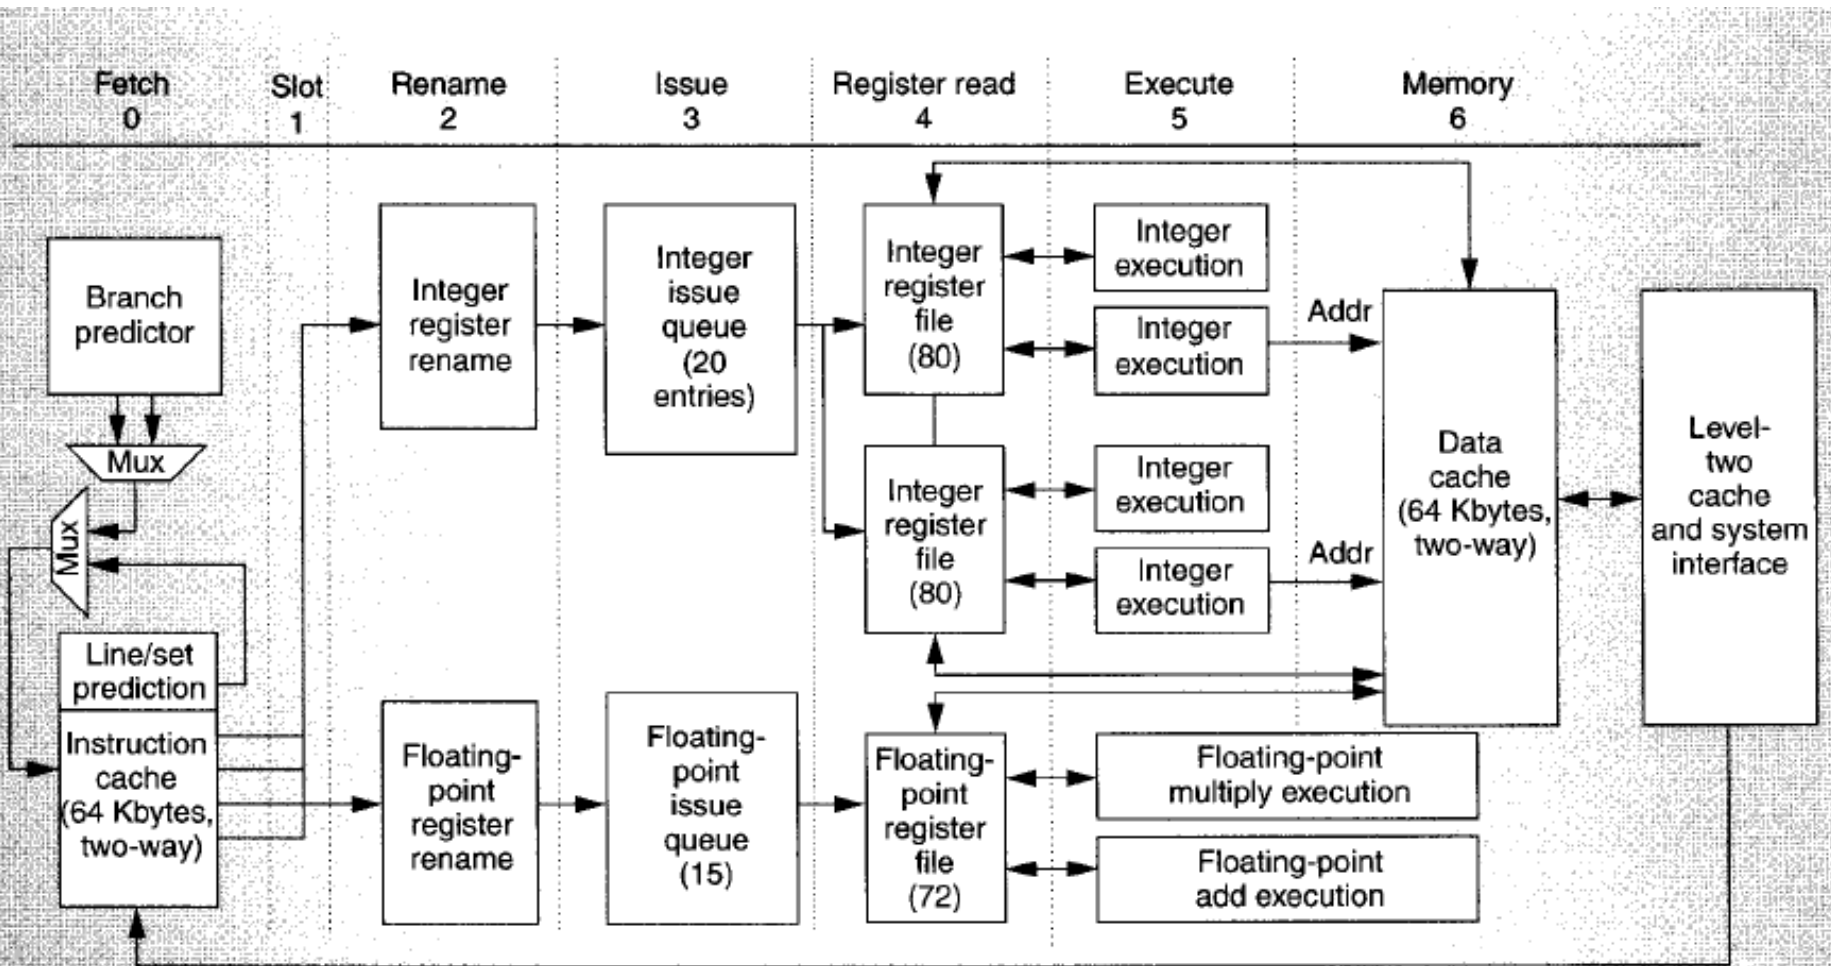 Fetch
0
Slot
1
Rename
2
Issue
3
Register read
4
Execute
5
Memory
6
Branch
predictor
Mux
Mux
Line/set
prediction
Instruction
cache
(64 Kbytes,
two-way)
Integer
register
rename
Floating-
point
register
rename
Integer
issue
queue
(20
entries)
Floating-
point
issue
queue
(15)
Integer
register
file
(80)
Integer
register
file
(80)
Floating-
point
register
file
(72)
Integer
execution
Integer
execution
Integer
execution
Integer
execution
Floating-point
multiply execution
Floating-point
add execution
Addr
Addr
Data
cache
(64 Kbytes,
two-way)
Level-
two
cache
and system
interface